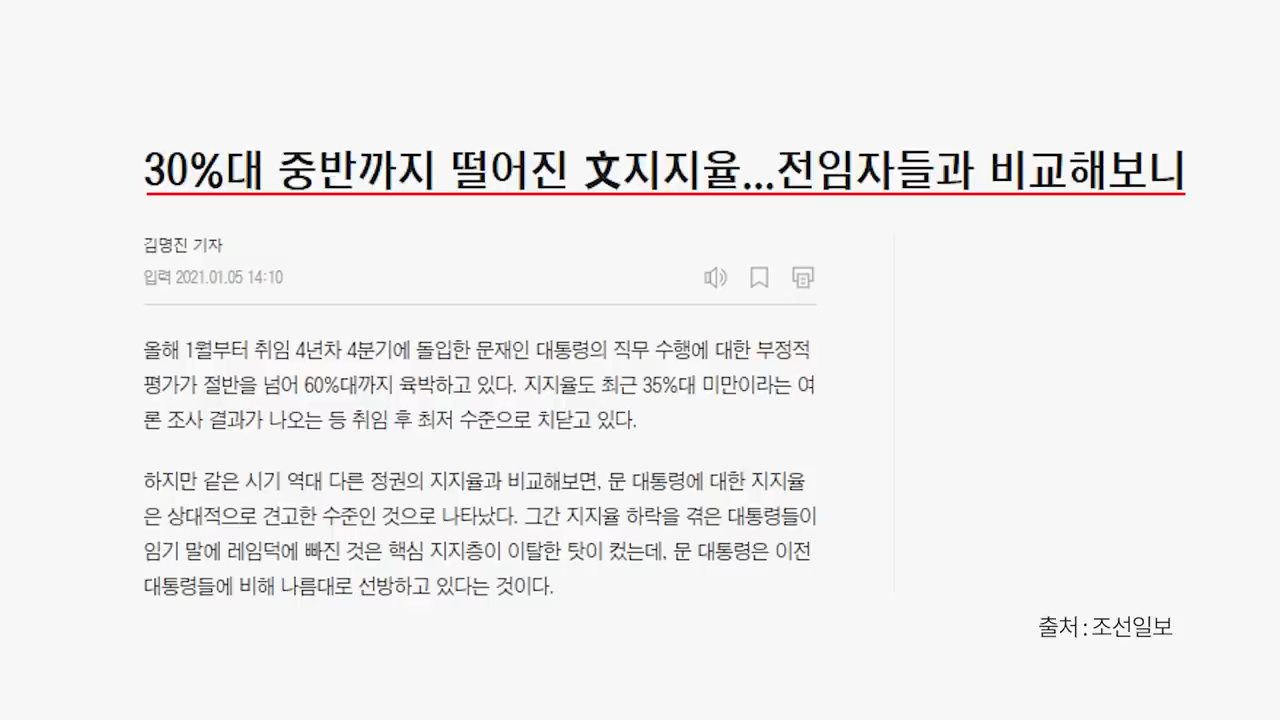 30%대 중반까지 떨어진 文지지율...전임자들과 비교해보니
김명진 기자
입력 2021.01.05 14:10
올해 1월부터 취임 4년차 4분기에 돌입한 문재인 대통령의 직무 수행에 대한 부정적
평가가 절반을 넘어 60%대까지 육박하고 있다. 지지율도 최근 35%대 미만이라는 여
론 조사 결과가 나오는 등 취임 후 최저 수준으로 치닫고 있다.
하지만 같은 시기 역대 다른 정권의 지지율과 비교해보면, 문 대통령에 대한 지지율
은 상대적으로 견고한 수준인 것으로 나타났다. 그간 지지율 하락을 겪은 대통령들이
임기 말에 레임덕에 빠진 것은 핵심 지지층이 이탈한 탓이 컸는데, 문 대통령은 이전
대통령들에 비해 나름대로 선방하고 있다는 것이다.
출처 : 조선일보